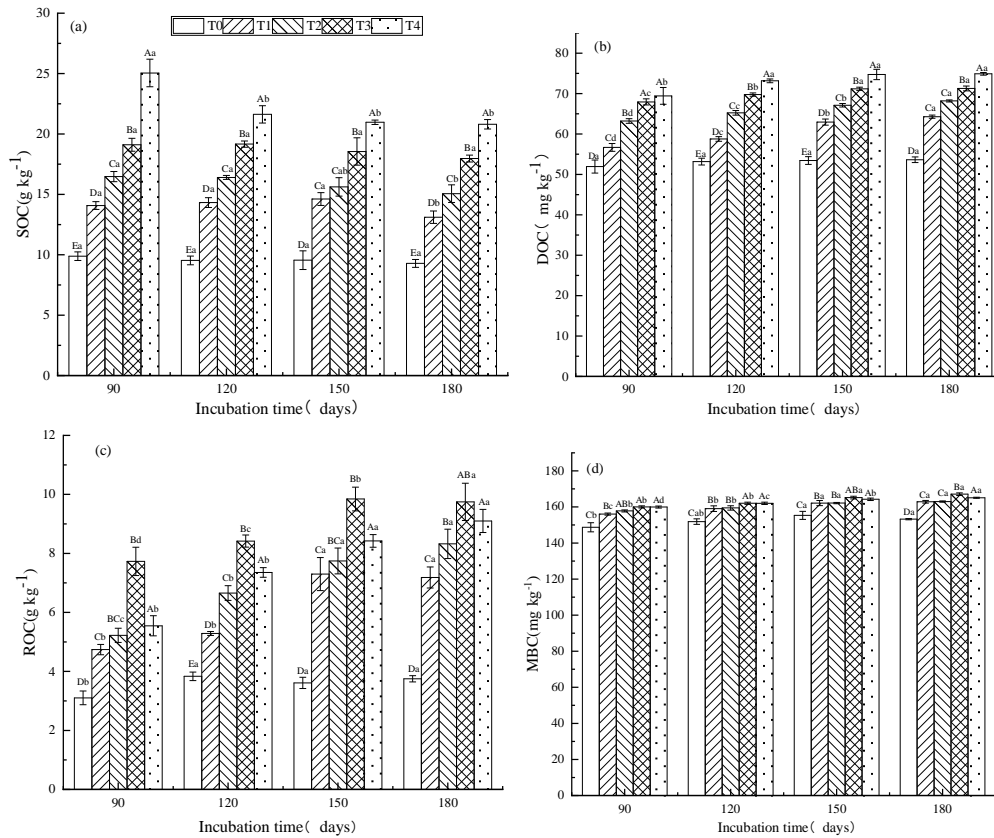 (a)
T0 T1 T2 T3 T4
SOC(g kg-1)
30
25
20
15
10
5
0
Ea Da Ca Ba Aa
Ea Da Ca Ba Ab
Da Ca Cab Ba Ab
Ea Db Cb Ba Ab
90 120 150 180
Incubation time( days)
(b)
DOC( mg kg-1)
80
70
60
50
40
30
20
10
0
Da Cd Bd Ac Ab
Ea Dc Cc Bb Aa
Ea Db Cb Ba Aa
Da Ca Ca Ba Aa
90 120 150 180
Incubation time( days)
(c)
ROC(g kg-1)
12
10
8
6
4
2
0
Db Cb BCc Bd Ab
Ea Db Cb Bc Ab
Da Ca BCa Bb Aa
Da Ca Ba ABa Aa
90 120 150 180
Incubation time( days)
(d)
MBC(mg kg-1)
180
160
140
120
100
80
60
40
20
0
Cb Bc ABb Ab Ad
Cab Bb Bb Ab Ac
Ca Ba Ba ABa Ab
Da Ca Ca Ba Aa
90 120 150 180
Incubation time( days)